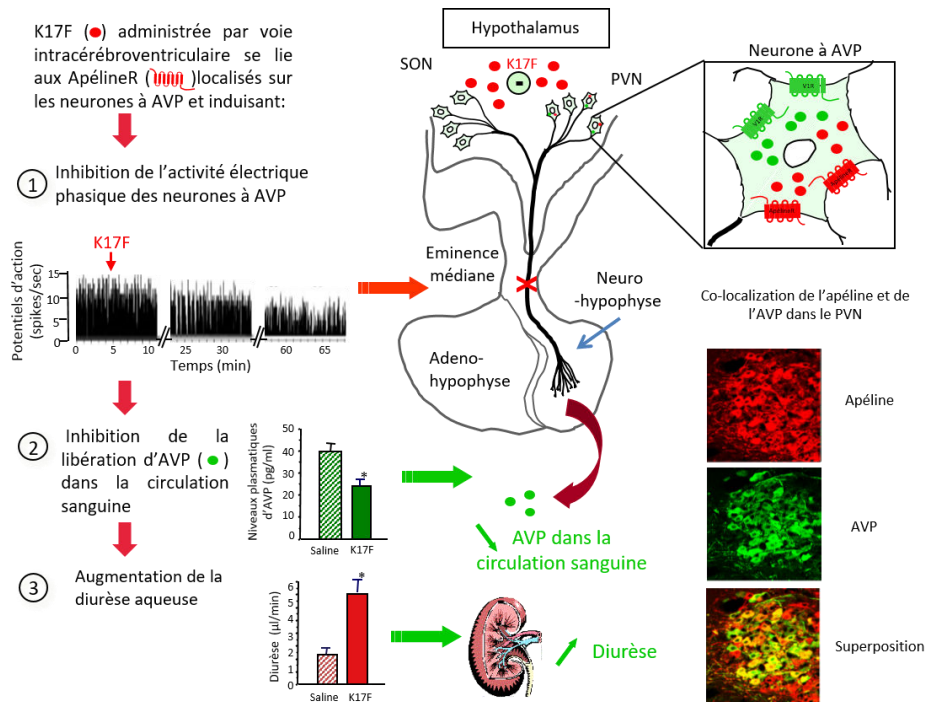 K17F ( ) administrée par voie
intracérébroventriculaire se lie
aux ApélineR ( )localisés sur
les neurones à AVP et induisant:
1
Inhibition de l’activité électrique
phasique des neurones à AVP
K17F
Potentiels d’action
(spikes/sec)
15
10
5
0
0 5 10 25 30 60 65
Temps (min)
2
Inhibition de la
libération d’AVP ( )
dans la circulation
sanguine
Niveaux plasmatiques
d’AVP (pg/ml)
50
40
30
20
10
0
Saline K17F
*
3
Augmentation de la
diurèse aqueuse
Diurèse (µl/min)
6
5
4
3
2
1
Saline K17F
*
Hypothalamus
SON
K17F
-
PVN
Eminence
médiane
Neuro
-hypophyse
Adeno-
hypophyse
AVP dans la
circulation sanguine
Diurèse
Neurone à AVP
V1R
V1R
ApélineR
ApélineR
Co-localization de l’apéline et de
l’AVP dans le PVN
Apéline
AVP
Superposition